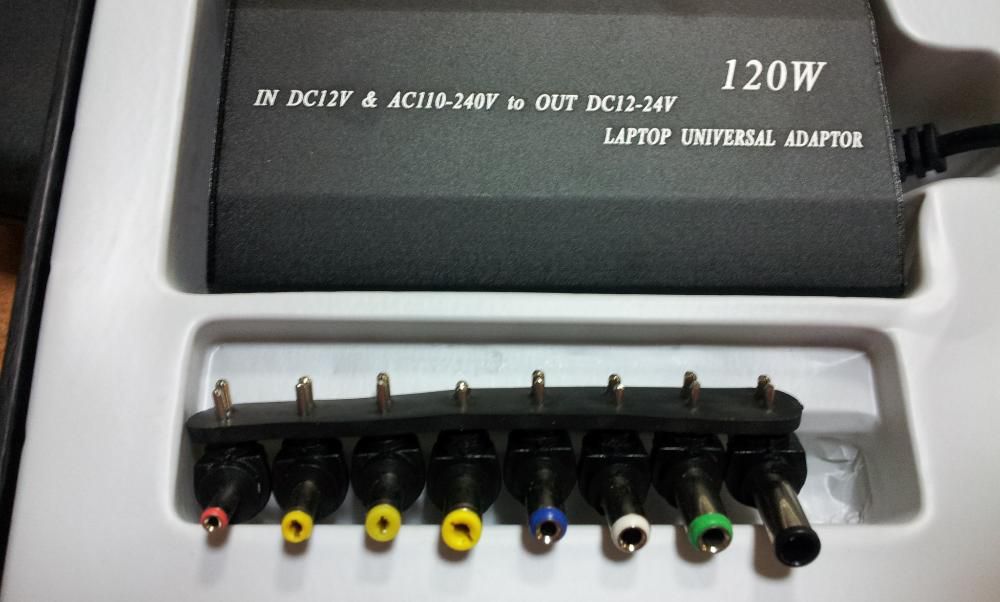 120W
IN DC12V & AC110-240V to OUT DC12-24V
LAPTOP UNIVERSAL ADAPTOR